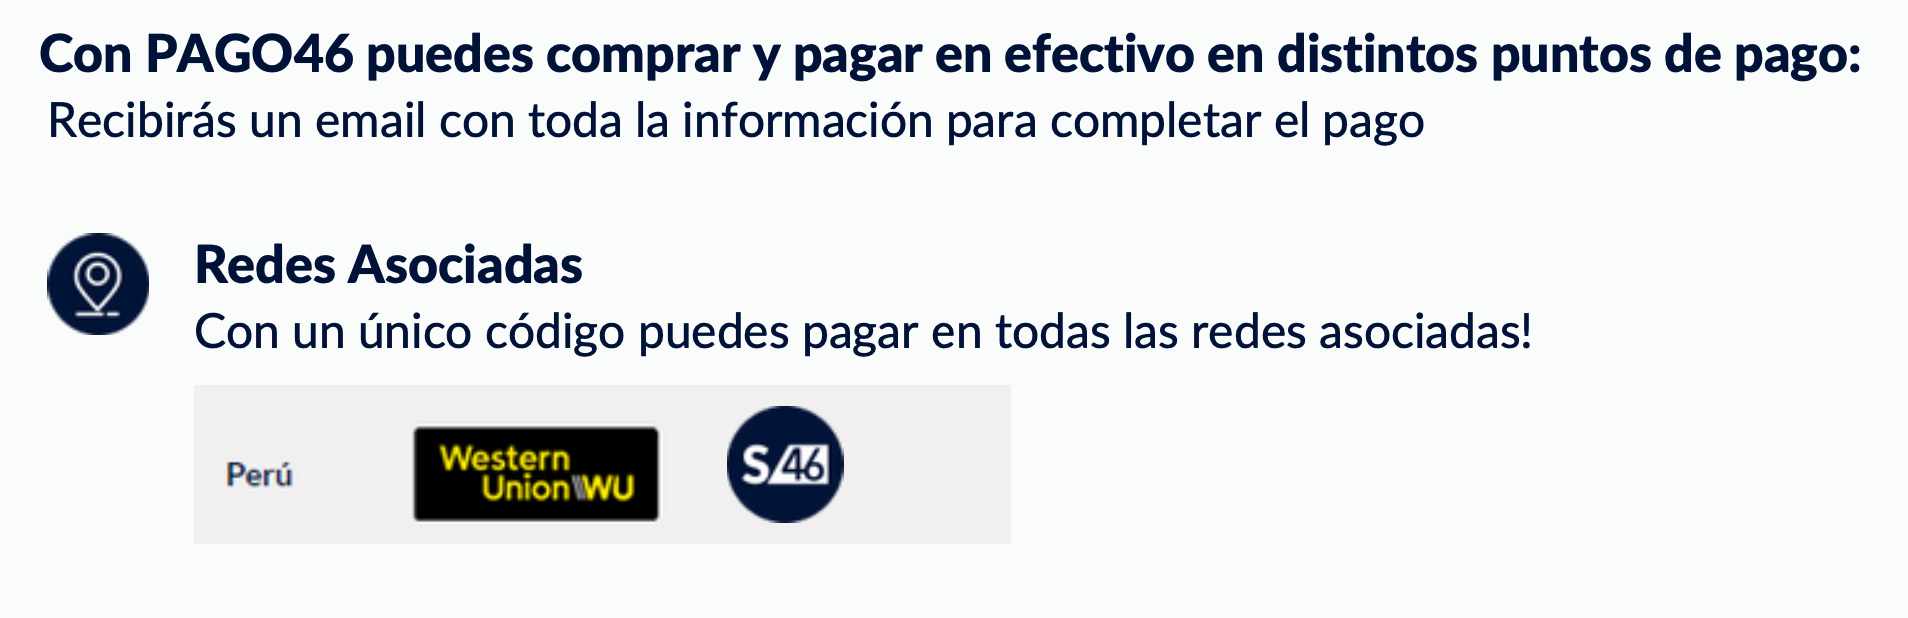 Con PAGO46 puedes comprar y pagar en efectivo en distintos puntos de pago:
Recibirás un email con toda la información para completar el pago
Redes Asociadas
Con un único código puedes pagar en todas las redes asociadas!
Perú
Western
Union WU
S/46